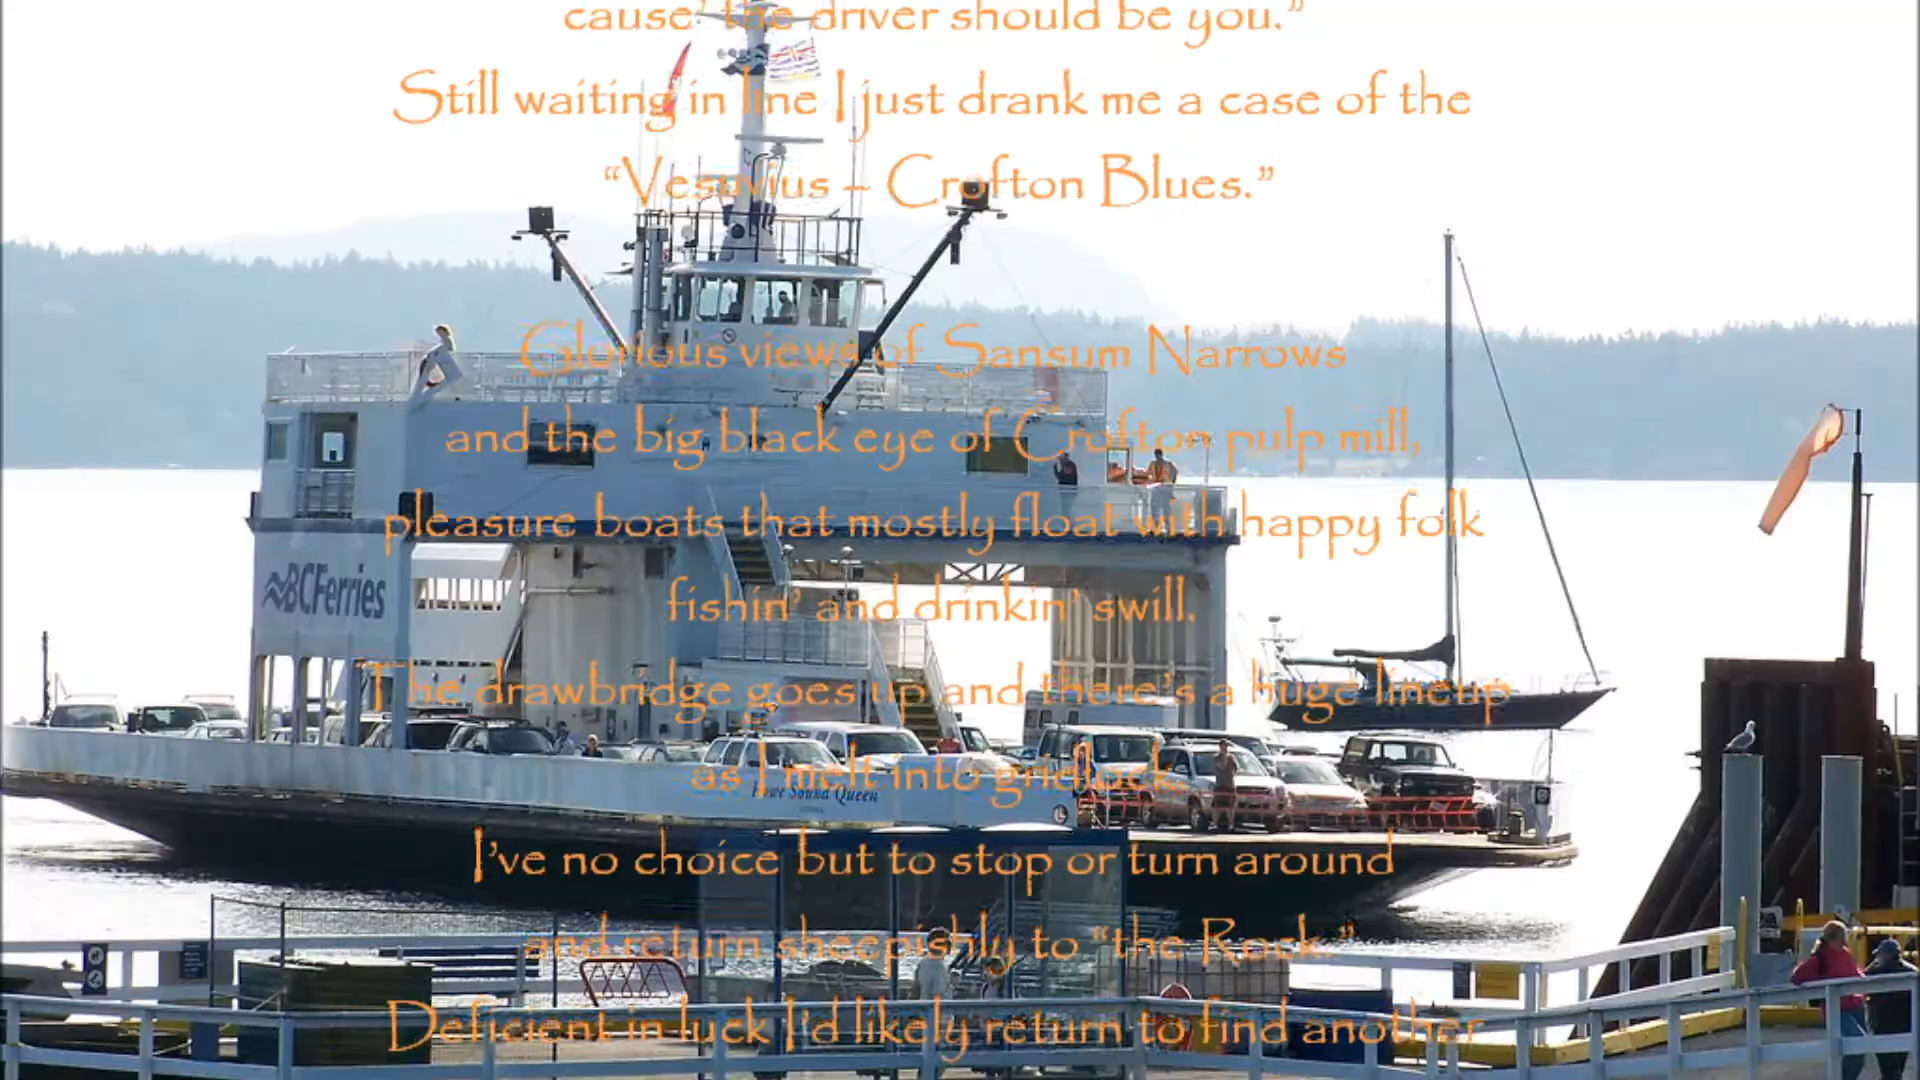 cause' the driver should be you."
Still waiting in line I just drank me a case of the
"Vesuvius – Crofton Blues."
Glorious views of Sansum Narrows
and the big black eye of Crofton pulp mill,
pleasure boats that mostly float with happy folk
fishin' and drinkin' swill.
BCFerries
The drawbridge goes up and there's a huge lineup
as I melt into gridlock.
Howe Sound Queen
I've no choice but to stop or turn around
and return sheepishly to "the Rock."
Deficient in luck I'd likely return to find another